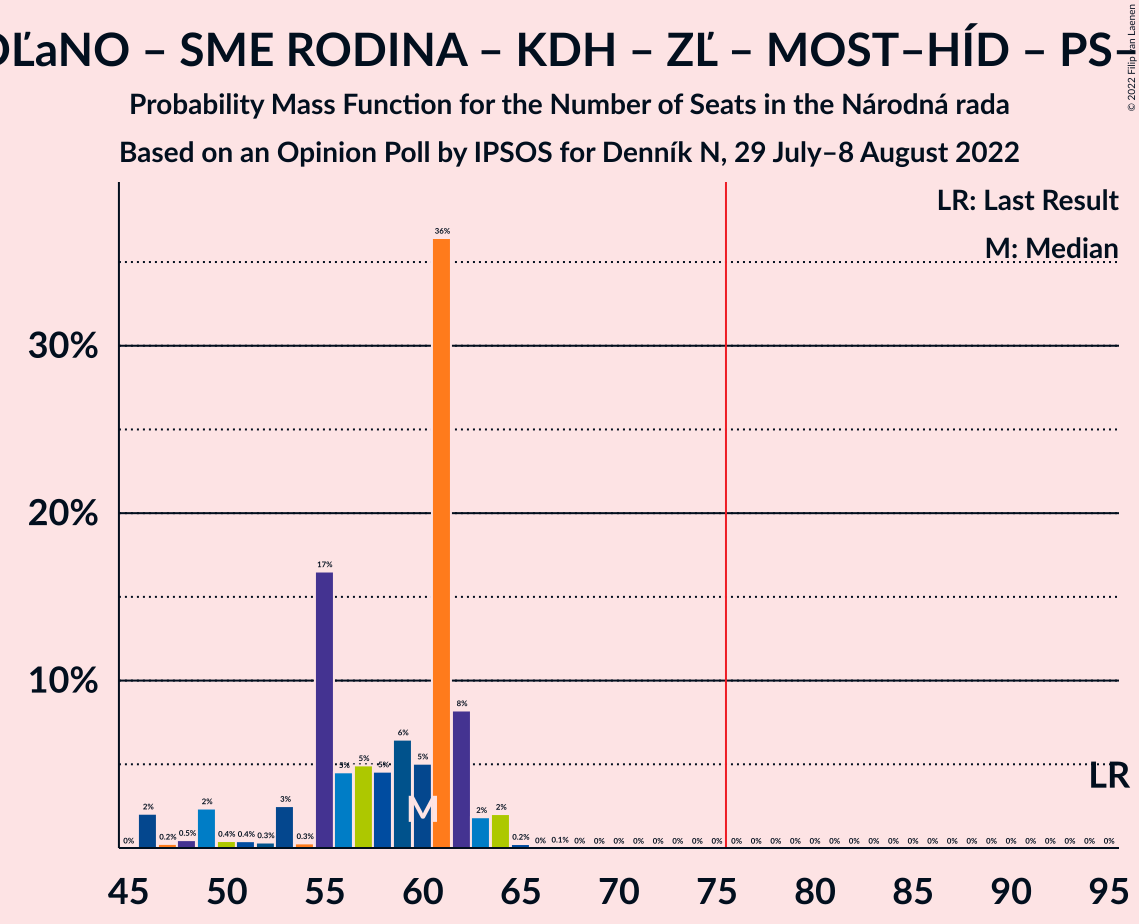 ĽaNO – SME RODINA – KDH – ZĽ – MOST–HÍD – PS–
© 2022 Filip van Laenen
Probability Mass Function for the Number of Seats in the Národná rada
Based on an Opinion Poll by IPSOS for Denník N, 29 July–8 August 2022
LR: Last Result
M: Median
36%
30%
20%
17%
10%
8%
6%
5% 5% 5% 5%
LR
M
3%
2% 2% 2% 2%
0% 0.2% 0.5% 0.4% 0.4% 0.3% 0.3% 0.2% 0% 0.1% 0% 0% 0% 0% 0% 0% 0% 0% 0% 0% 0% 0% 0% 0% 0% 0% 0% 0% 0% 0% 0% 0% 0% 0% 0% 0% 0% 0%
45 50 55 60 65 70 75 80 85 90 95